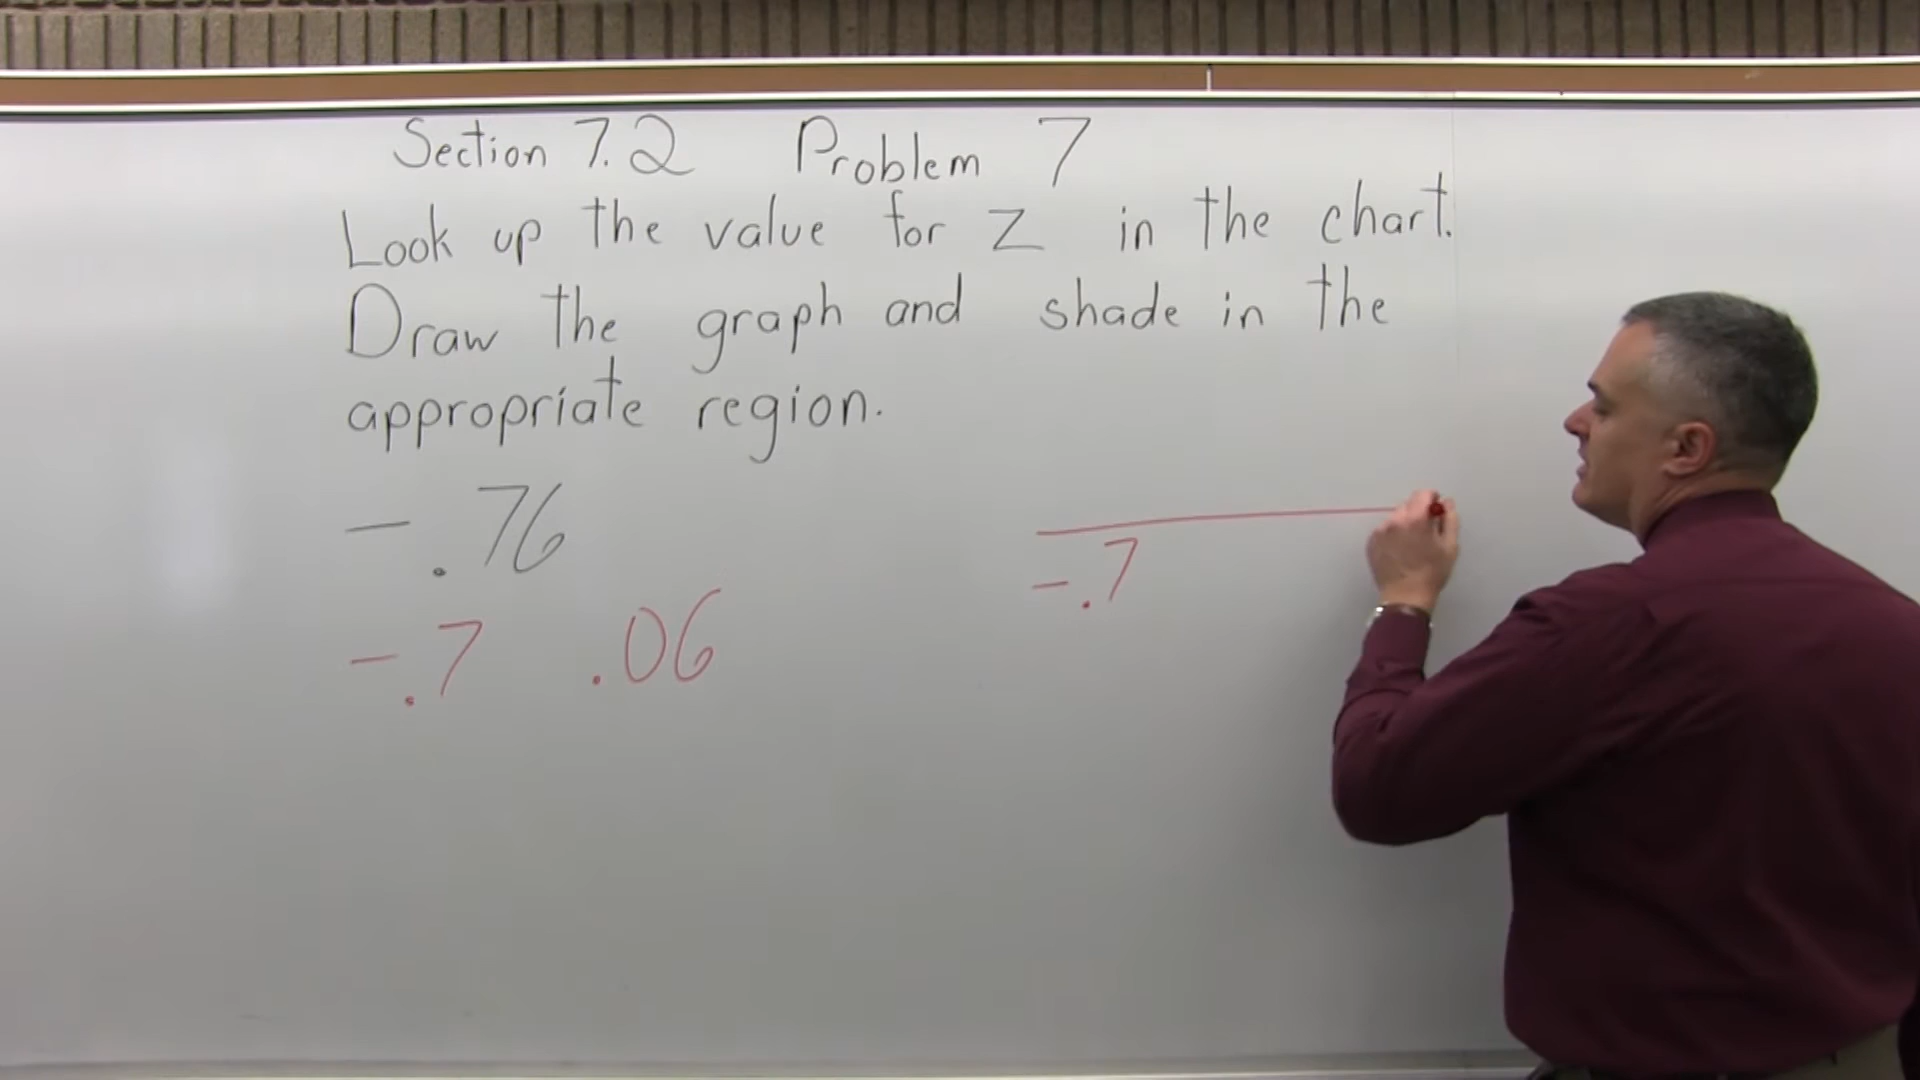 Section 7.2 Problem 7
Look up the value for z in the chart.
Draw the graph and shade in the
appropriate region.
-.76
-.7
-.7 .06